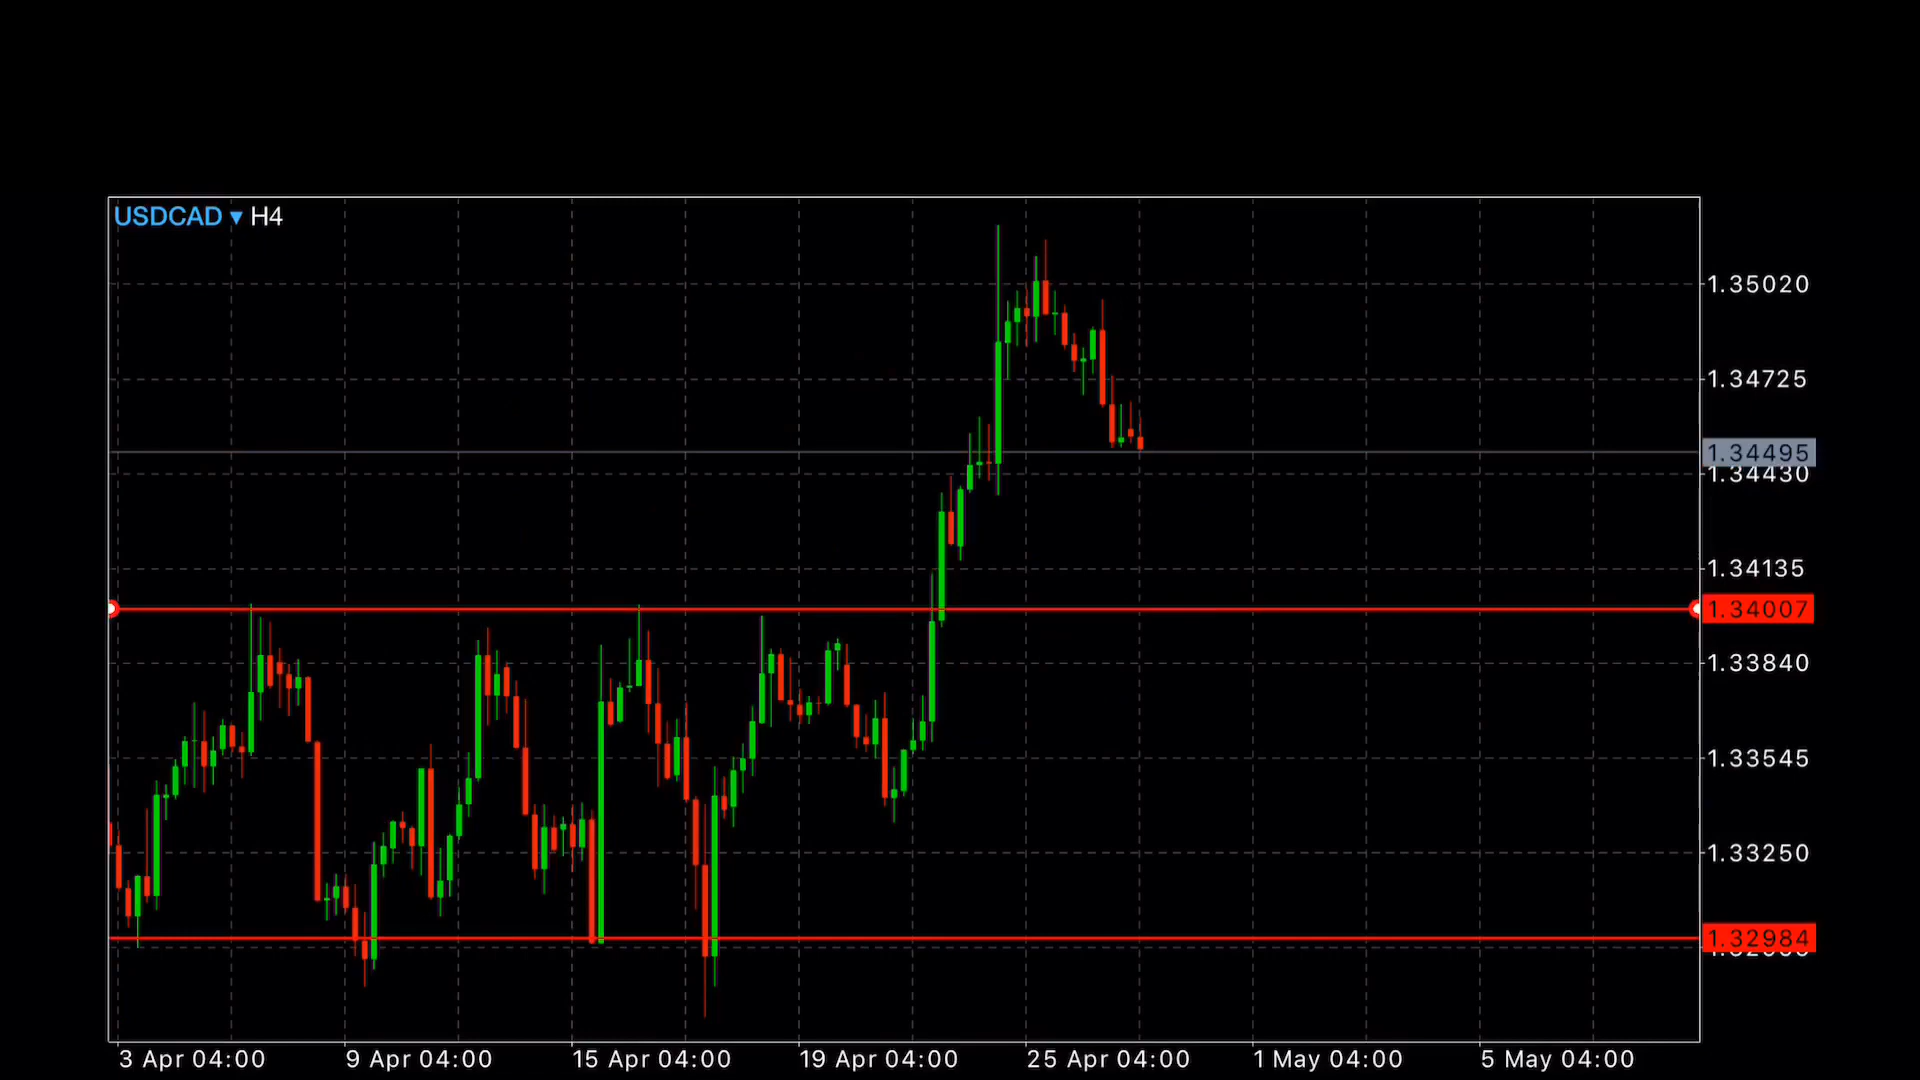 USDCAD ▾ H4
1.35020
1.34725
1.34495
1.34430
1.34135
1.34007
1.33840
1.33545
1.33250
1.32984
3 Apr 04:00
9 Apr 04:00
15 Apr 04:00
19 Apr 04:00
25 Apr 04:00
1 May 04:00
5 May 04:00